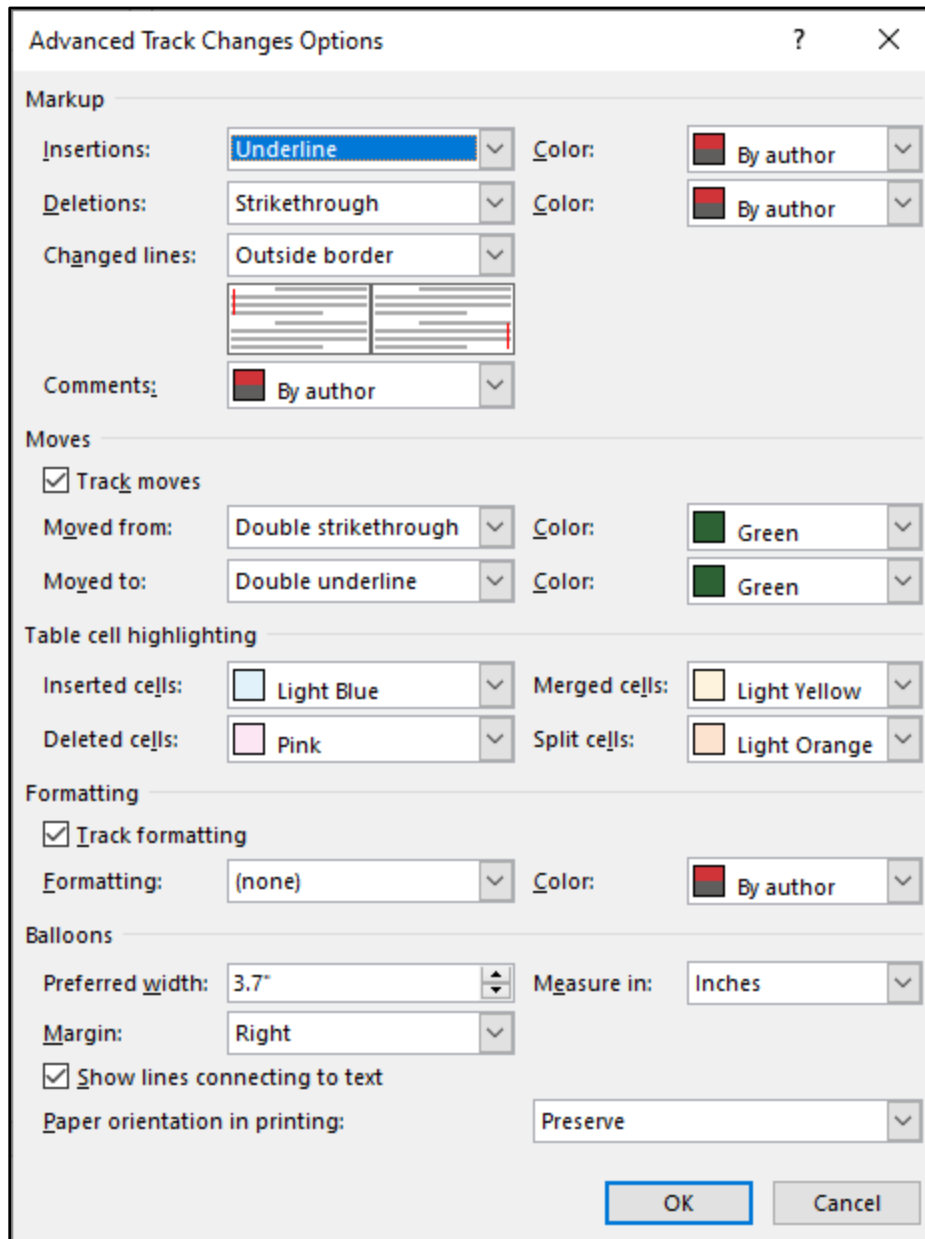 Advanced Track Changes Options ? ×
Markup
Insertions: Underline Color: By author
Deletions: Strikethrough Color: By author
Changed lines: Outside border
Comments: By author
Moves
Track moves
Moved from: Double strikethrough Color: Green
Moved to: Double underline Color: Green
Table cell highlighting
Inserted cells: Light Blue Merged cells: Light Yellow
Deleted cells: Pink Split cells: Light Orange
Formatting
Track formatting
Formatting: (none) Color: By author
Balloons
Preferred width: 3.7" Measure in: Inches
Margin: Right
Show lines connecting to text
Paper orientation in printing: Preserve
OK Cancel